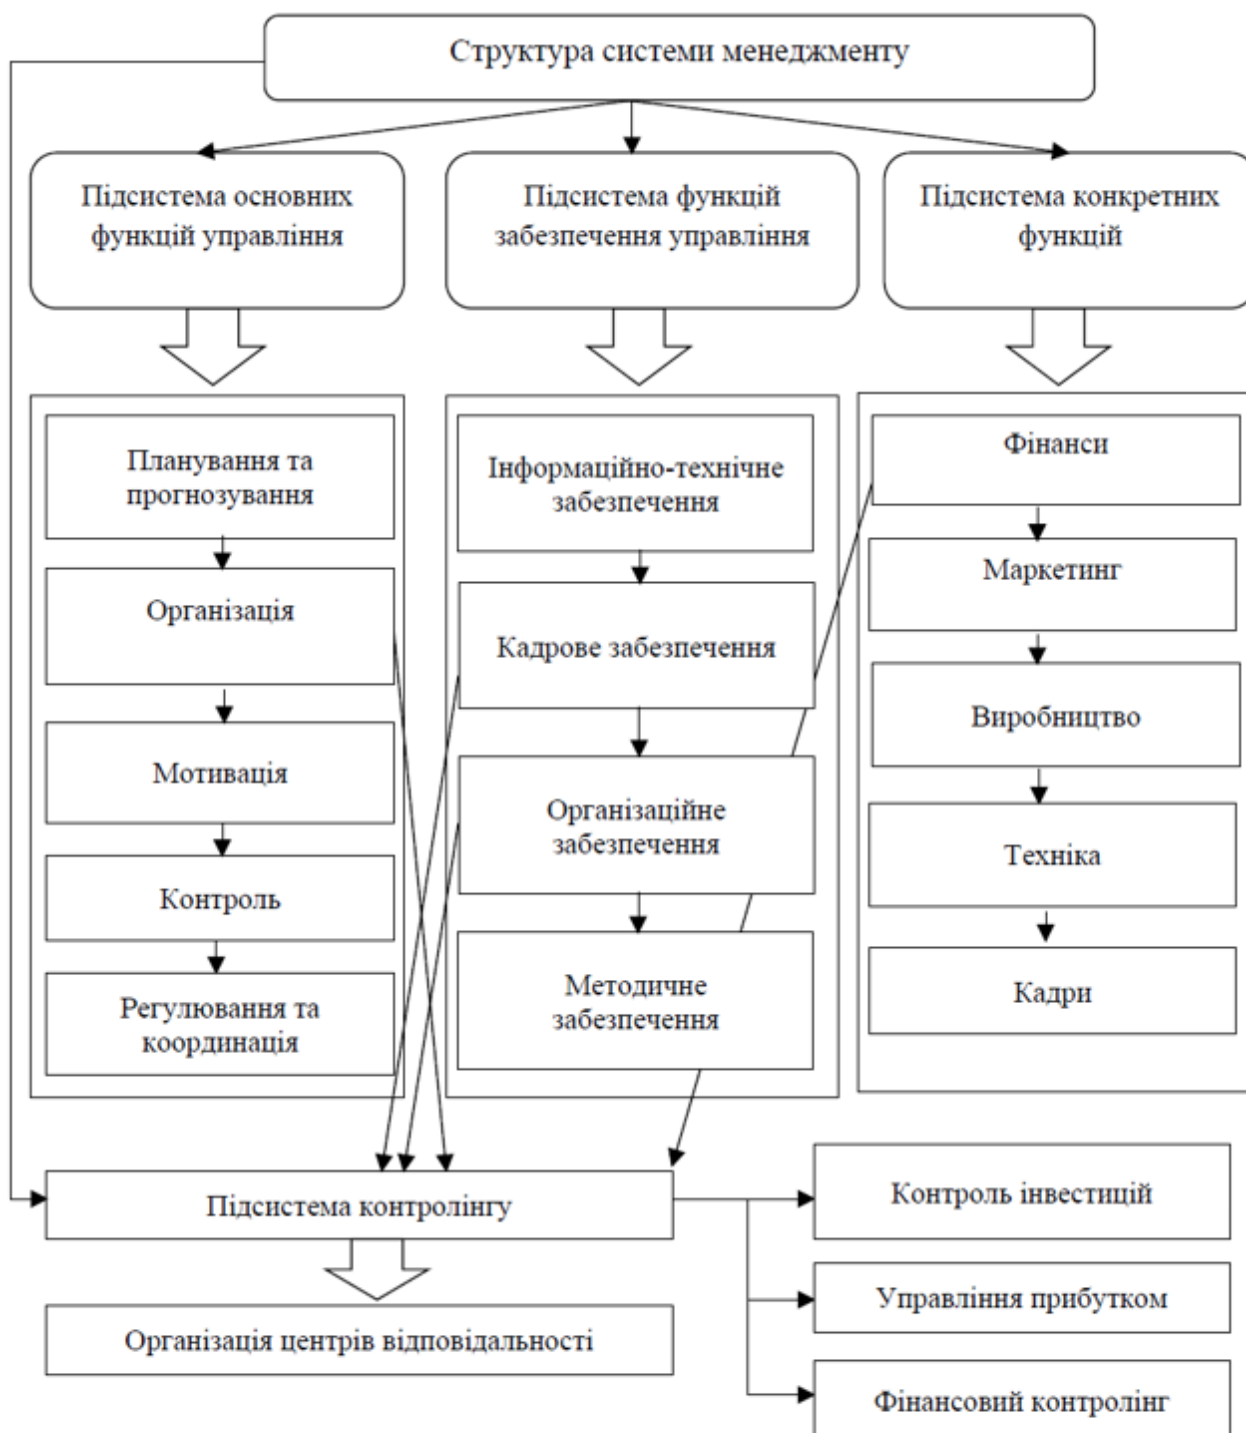 Структура системи менеджменту
Підсистема основних
функцій управління
Підсистема функцій
забезпечення управління
Підсистема конкретних
функцій
Планування та
прогнозування
Організація
Мотивація
Контроль
Регулювання та
координація
Інформаційно-технічне
забезпечення
Кадрове забезпечення
Організаційне
забезпечення
Методичне
забезпечення
Фінанси
Маркетинг
Виробництво
Техніка
Кадри
Підсистема контролінгу
Організація центрів відповідальності
Контроль інвестицій
Управління прибутком
Фінансовий контролінг